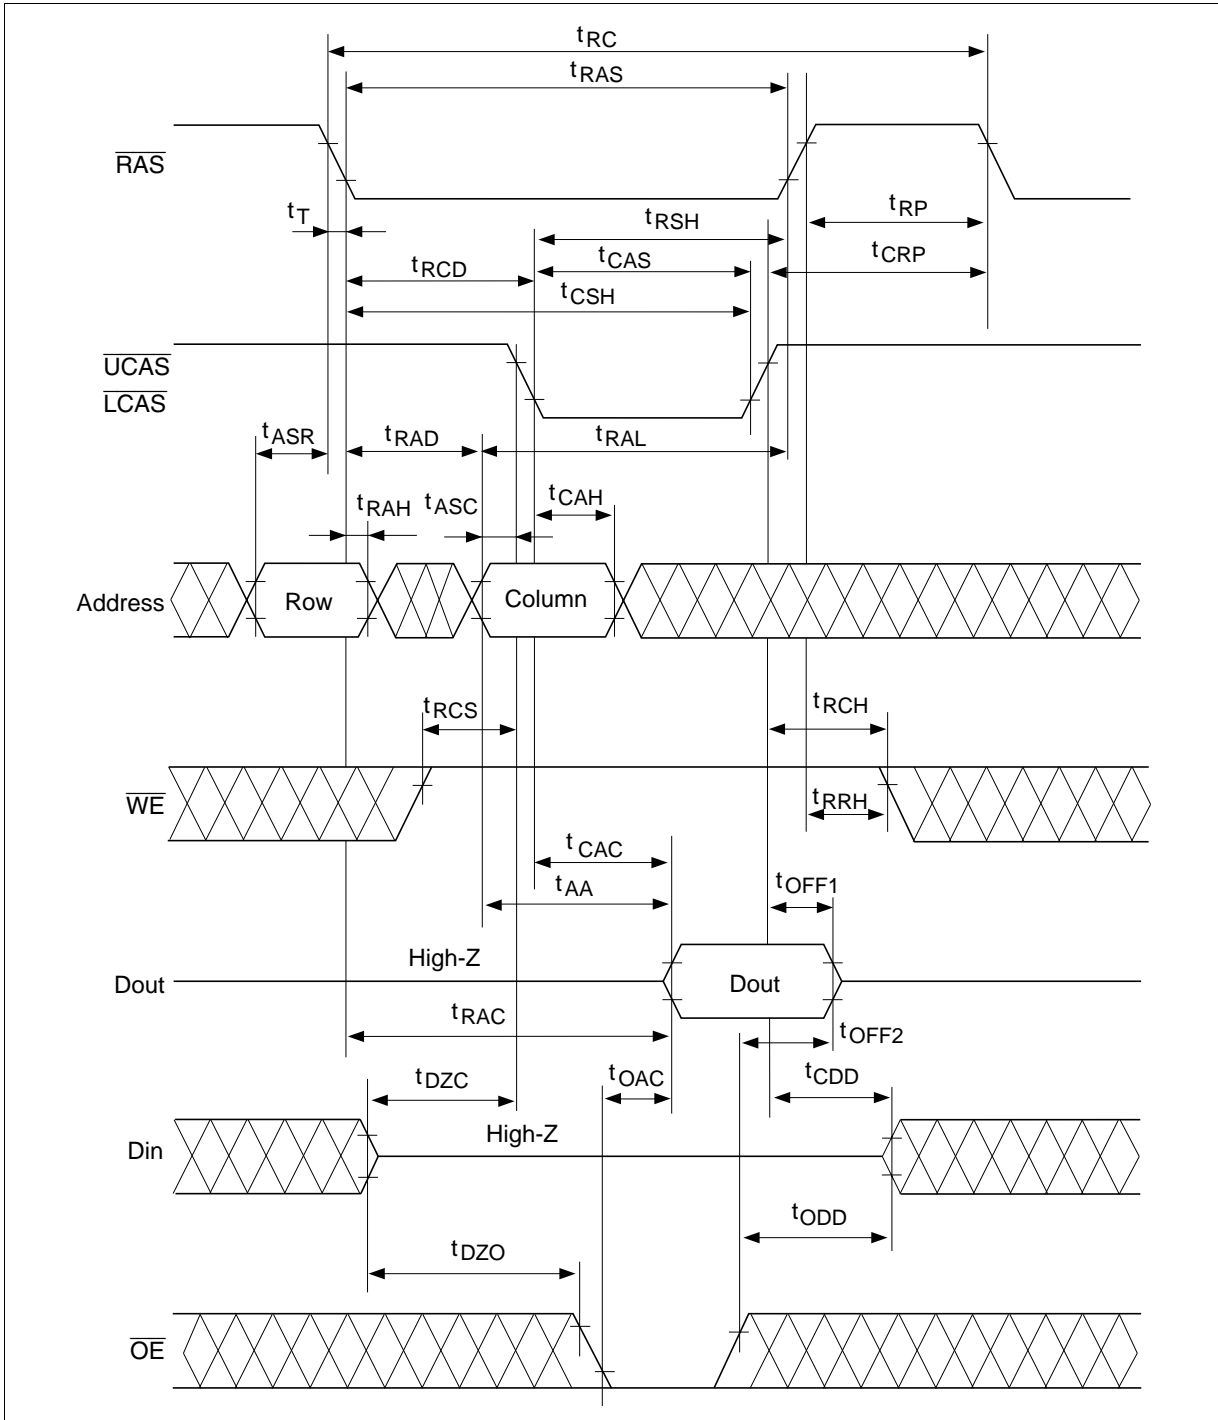 tRC
tRAS
RAS
tT
tRSH
tRP
tRCD
tCAS
tCRP
tCSH
UCAS
LCAS
tASR
tRAD
tRAL
tRAH
tASC
tCAH
Address
Row
Column
tRCS
tRCH
WE
tRRH
tCAC
tAA
tOFF1
High-Z
Dout
Dout
tRAC
tOFF2
tDZC
tOAC
tCDD
Din
High-Z
tODD
tDZO
OE